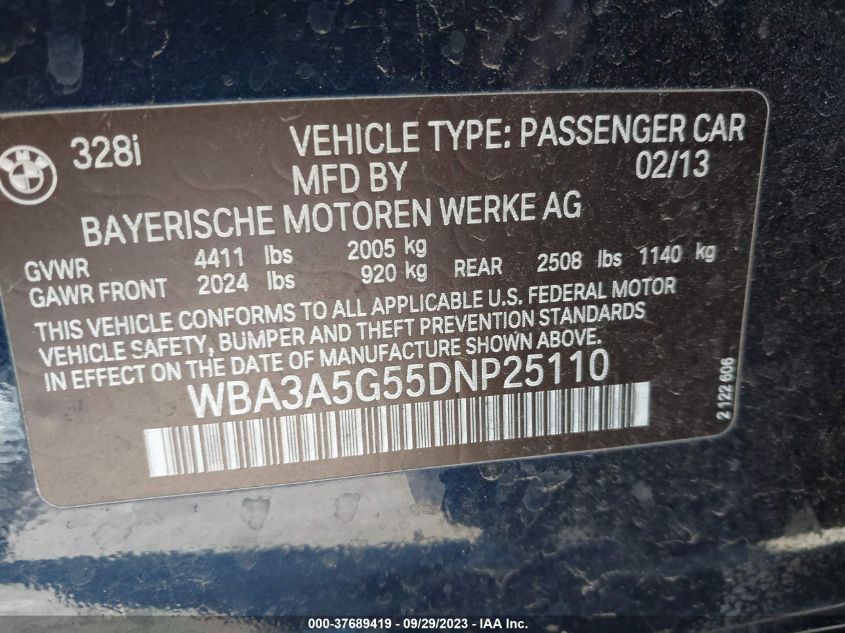 BMW
328i VEHICLE TYPE: PASSENGER CAR
MFD BY 02/13
BAYERISCHE MOTOREN WERKE AG
GVWR 4411 lbs 2005 kg
GAWR FRONT 2024 lbs 920 kg REAR 2508 lbs 1140 kg
THIS VEHICLE CONFORMS TO ALL APPLICABLE U.S. FEDERAL MOTOR
VEHICLE SAFETY, BUMPER AND THEFT PREVENTION STANDARDS
IN EFFECT ON THE DATE OF MANUFACTURE SHOWN ABOVE.
WBA3A5G55DNP25110
2 122 606
000-37689419 - 09/29/2023 - IAA Inc.